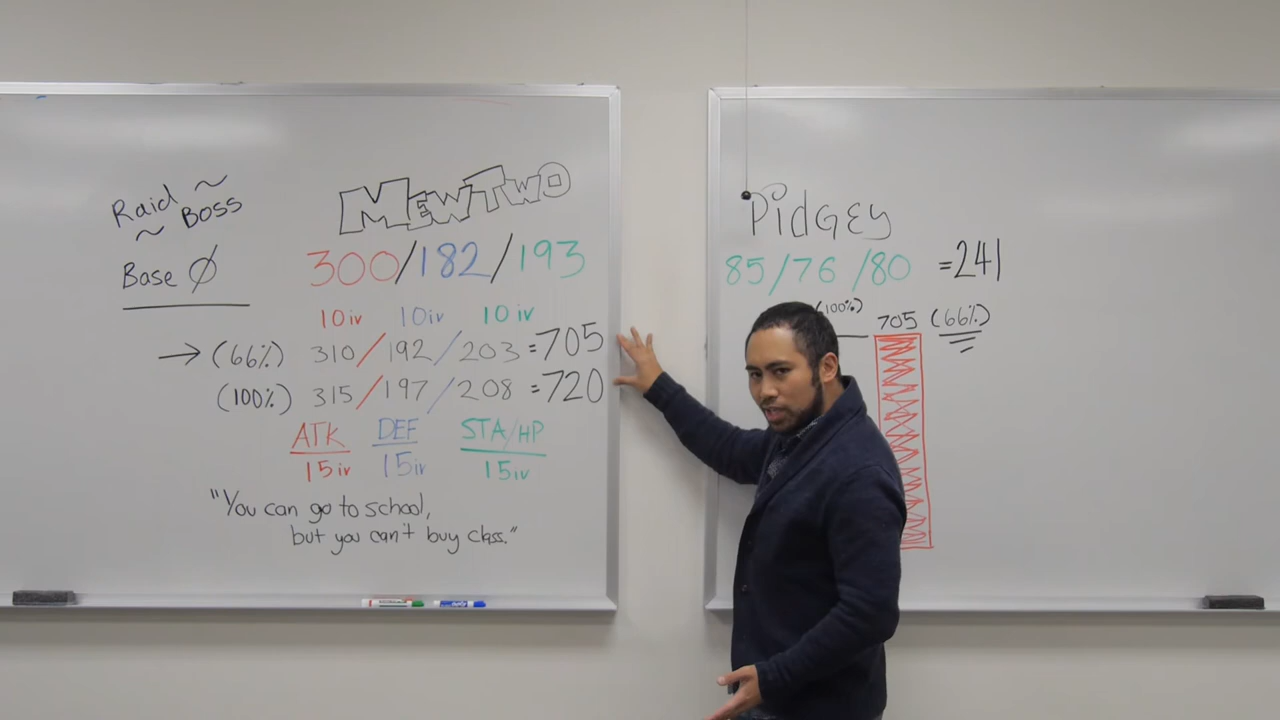 Raid ~
~ Boss
Base Ø
MEWTWO
300/182/193
10iv 10iv 10iv
→ (66%) 310/192/203 =705
(100%) 315/197/208 =720
ATK DEF STA/HP
15iv 15iv 15iv
"You can go to school,
but you can't buy class."
Pidgey
85/76/80 =241
(100%) 705 (66%)